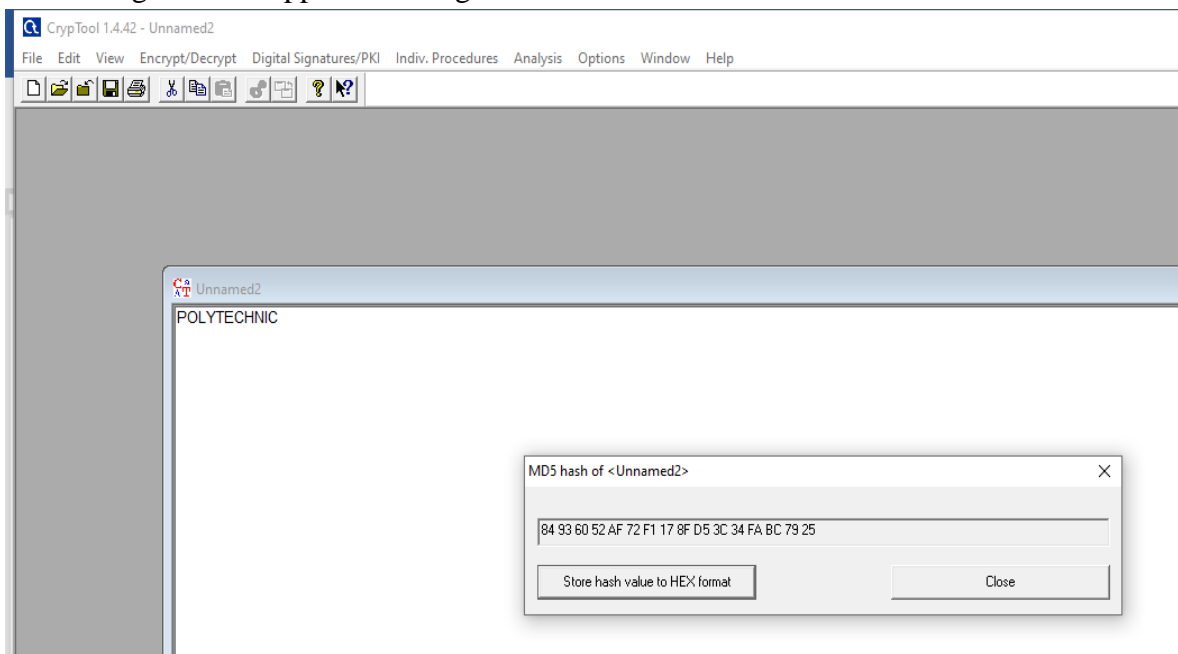 CrypTool 1.4.42 - Unnamed2
File Edit View Encrypt/Decrypt Digital Signatures/PKI Indiv. Procedures Analysis Options Window Help
Unnamed2
POLYTECHNIC
MD5 hash of <Unnamed2>
84 93 60 52 AF 72 F1 17 8F D5 3C 34 FA BC 79 25
Store hash value to HEX format Close